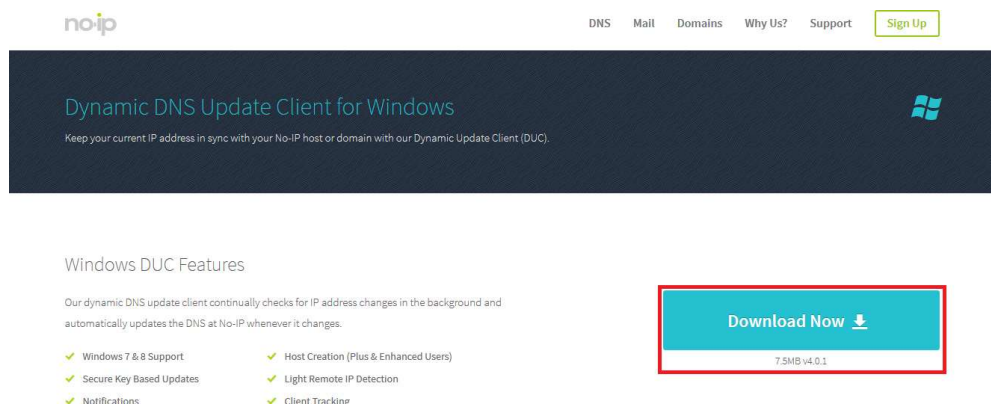 no-ip
DNS Mail Domains Why Us? Support Sign Up
Dynamic DNS Update Client for Windows
Keep your current IP address in sync with your No-IP host or domain with our Dynamic Update Client (DUC).
Windows DUC Features
Our dynamic DNS update client continually checks for IP address changes in the background and
automatically updates the DNS at No-IP whenever it changes.
Download Now
7.5MB v4.0.1
Windows 7 & 8 Support
Host Creation (Plus & Enhanced Users)
Secure Key Based Updates
Light Remote IP Detection
Notifications
Client Tracking